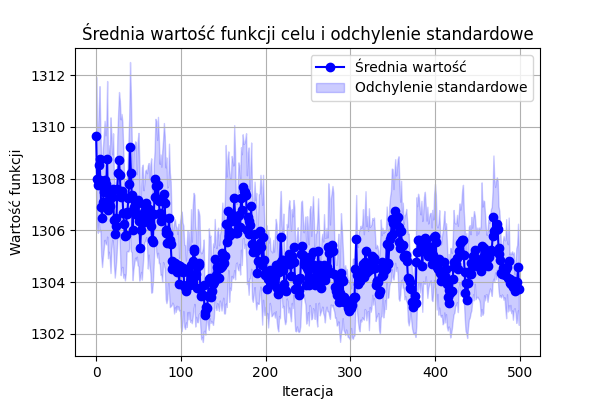 Średnia wartość funkcji celu i odchylenie standardowe
Średnia wartość
Odchylenie standardowe
Wartość funkcji
1312
1310
1308
1306
1304
1302
0 100 200 300 400 500
Iteracja